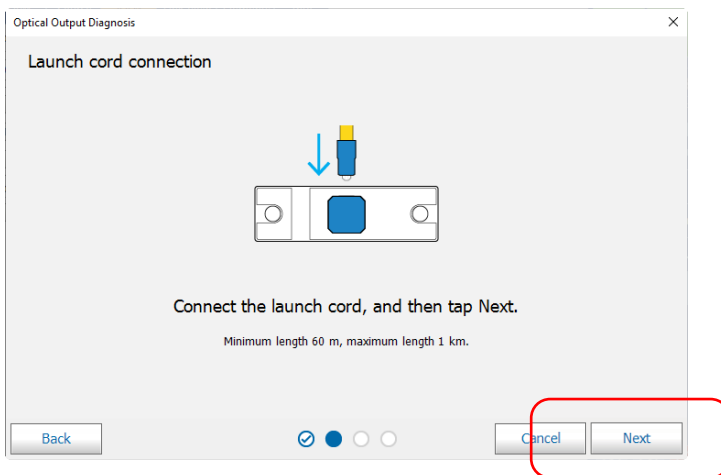 Optical Output Diagnosis
Launch cord connection
Connect the launch cord, and then tap Next.
Minimum length 60 m, maximum length 1 km.
Back
Cancel
Next